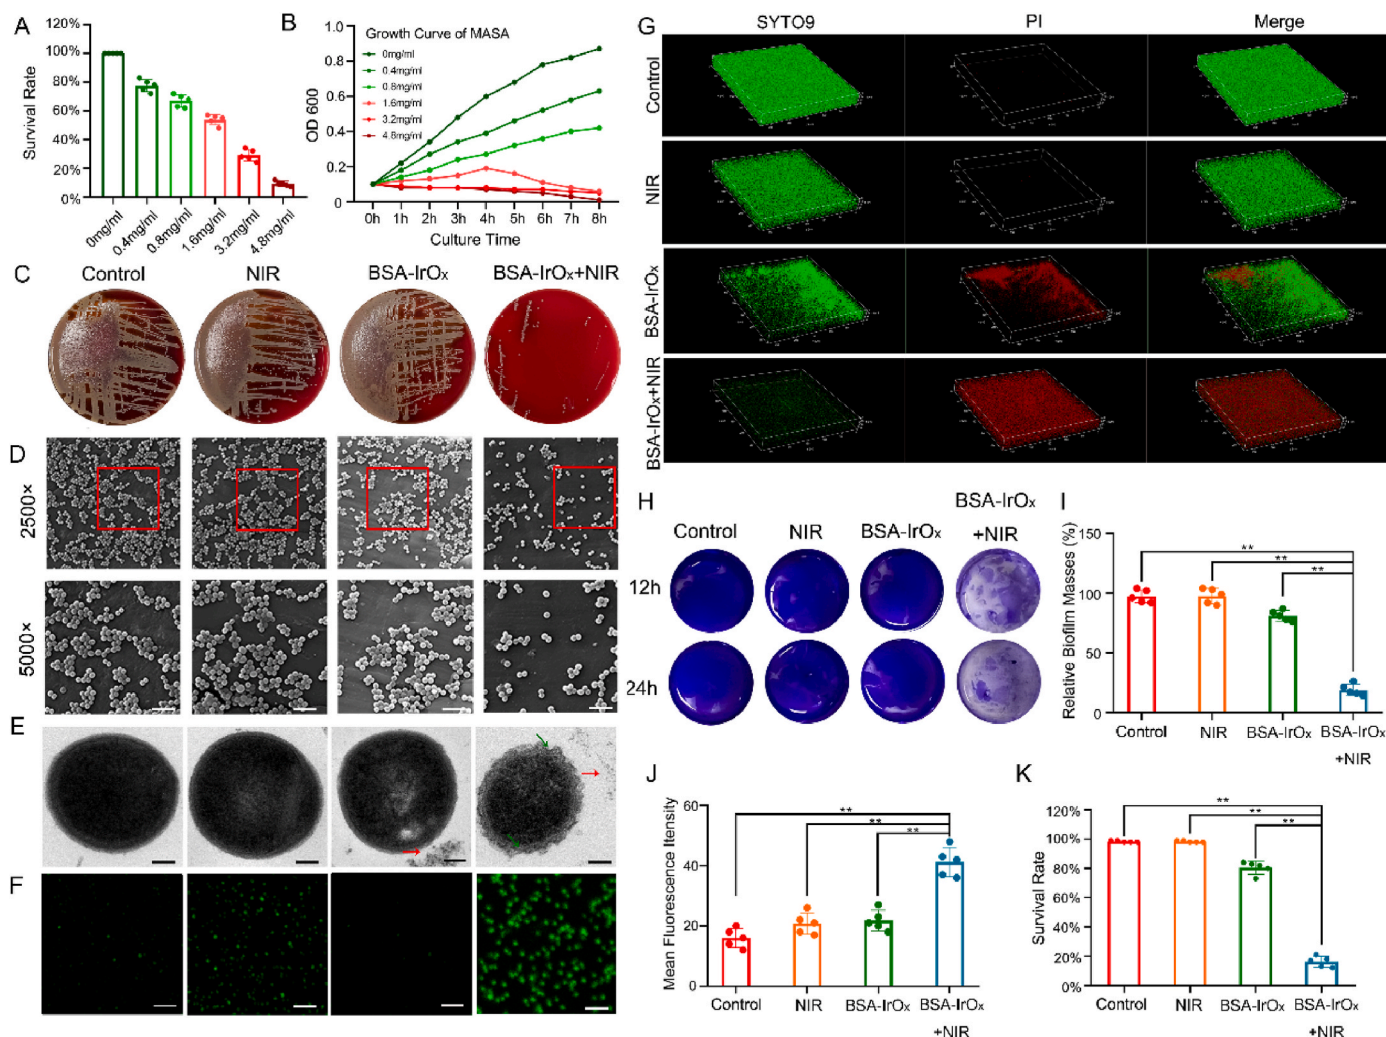 A
120%
100%
80%
60%
40%
20%
0%
Survival Rate
0mg/ml
0.4mg/ml
0.8mg/ml
1.6mg/ml
3.2mg/ml
4.8mg/ml
B
Growth Curve of MASA
0mg/ml
0.4mg/ml
0.8mg/ml
1.6mg/ml
3.2mg/ml
4.8mg/ml
1.0
0.8
0.6
0.4
0.2
0
OD 600
0h 1h 2h 3h 4h 5h 6h 7h 8h
Culture Time
C
Control NIR BSA-IrOx BSA-IrOx+NIR
D
2500×
5000×
E
F
G
SYTO9 PI Merge
Control
NIR
BSA-IrOx
BSA-IrOx+NIR
H
Control NIR BSA-IrOx BSA-IrOx
+NIR
12h
24h
I
Relative Biofilm Masses (%)
150
100
50
0
**
**
**
Control NIR BSA-IrOx BSA-IrOx
+NIR
J
Mean Fluorescence Itensity
60
40
20
0
**
**
**
Control NIR BSA-IrOx BSA-IrOx
+NIR
K
Survival Rate
120%
100%
80%
60%
40%
20%
0%
**
**
**
Control NIR BSA-IrOx BSA-IrOx
+NIR